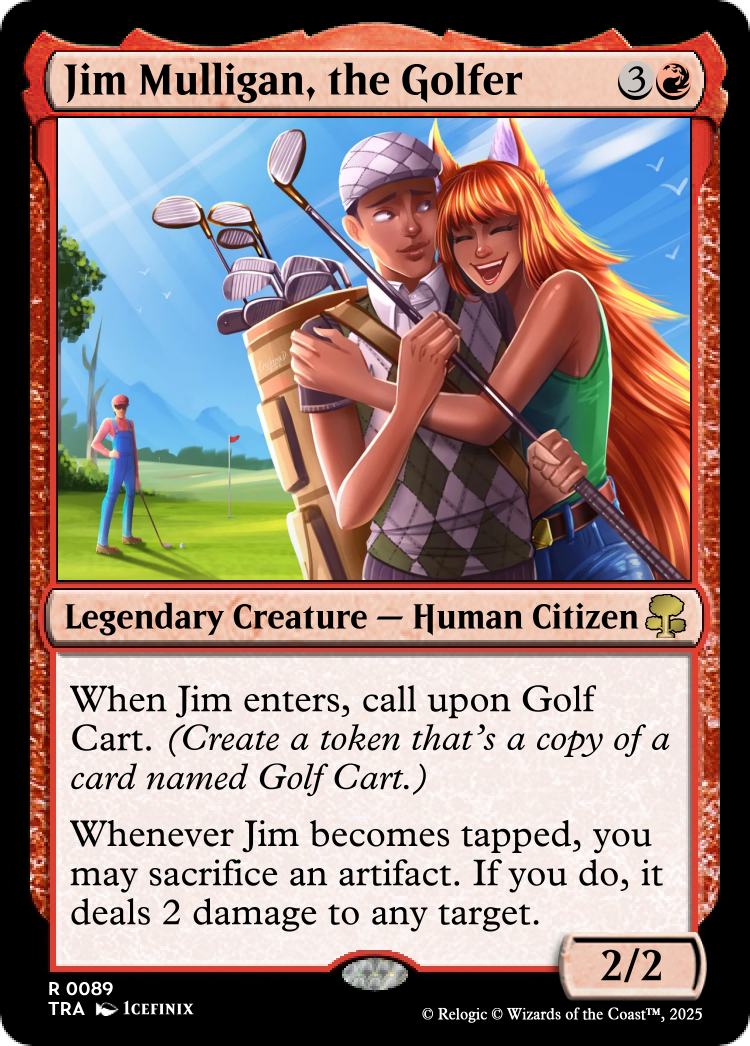 Jim Mulligan, the Golfer 3
Legendary Creature — Human Citizen
When Jim enters, call upon Golf
Cart. (Create a token that's a copy of a
card named Golf Cart.)
Whenever Jim becomes tapped, you
may sacrifice an artifact. If you do, it
deals 2 damage to any target.
2/2
R 0089
TRA Icefinix
© Relogic © Wizards of the Coast™, 2025